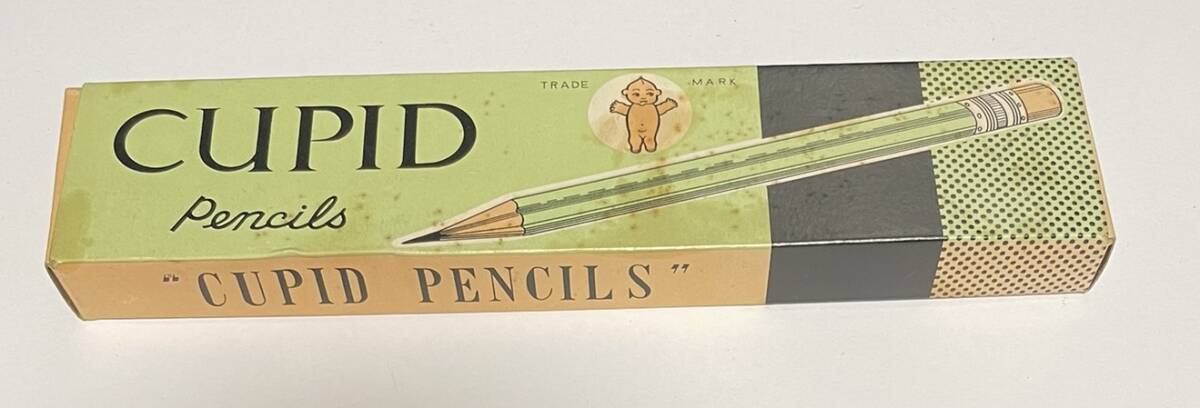 TRADE MARK
CUPID
Pencils
"CUPID PENCILS"